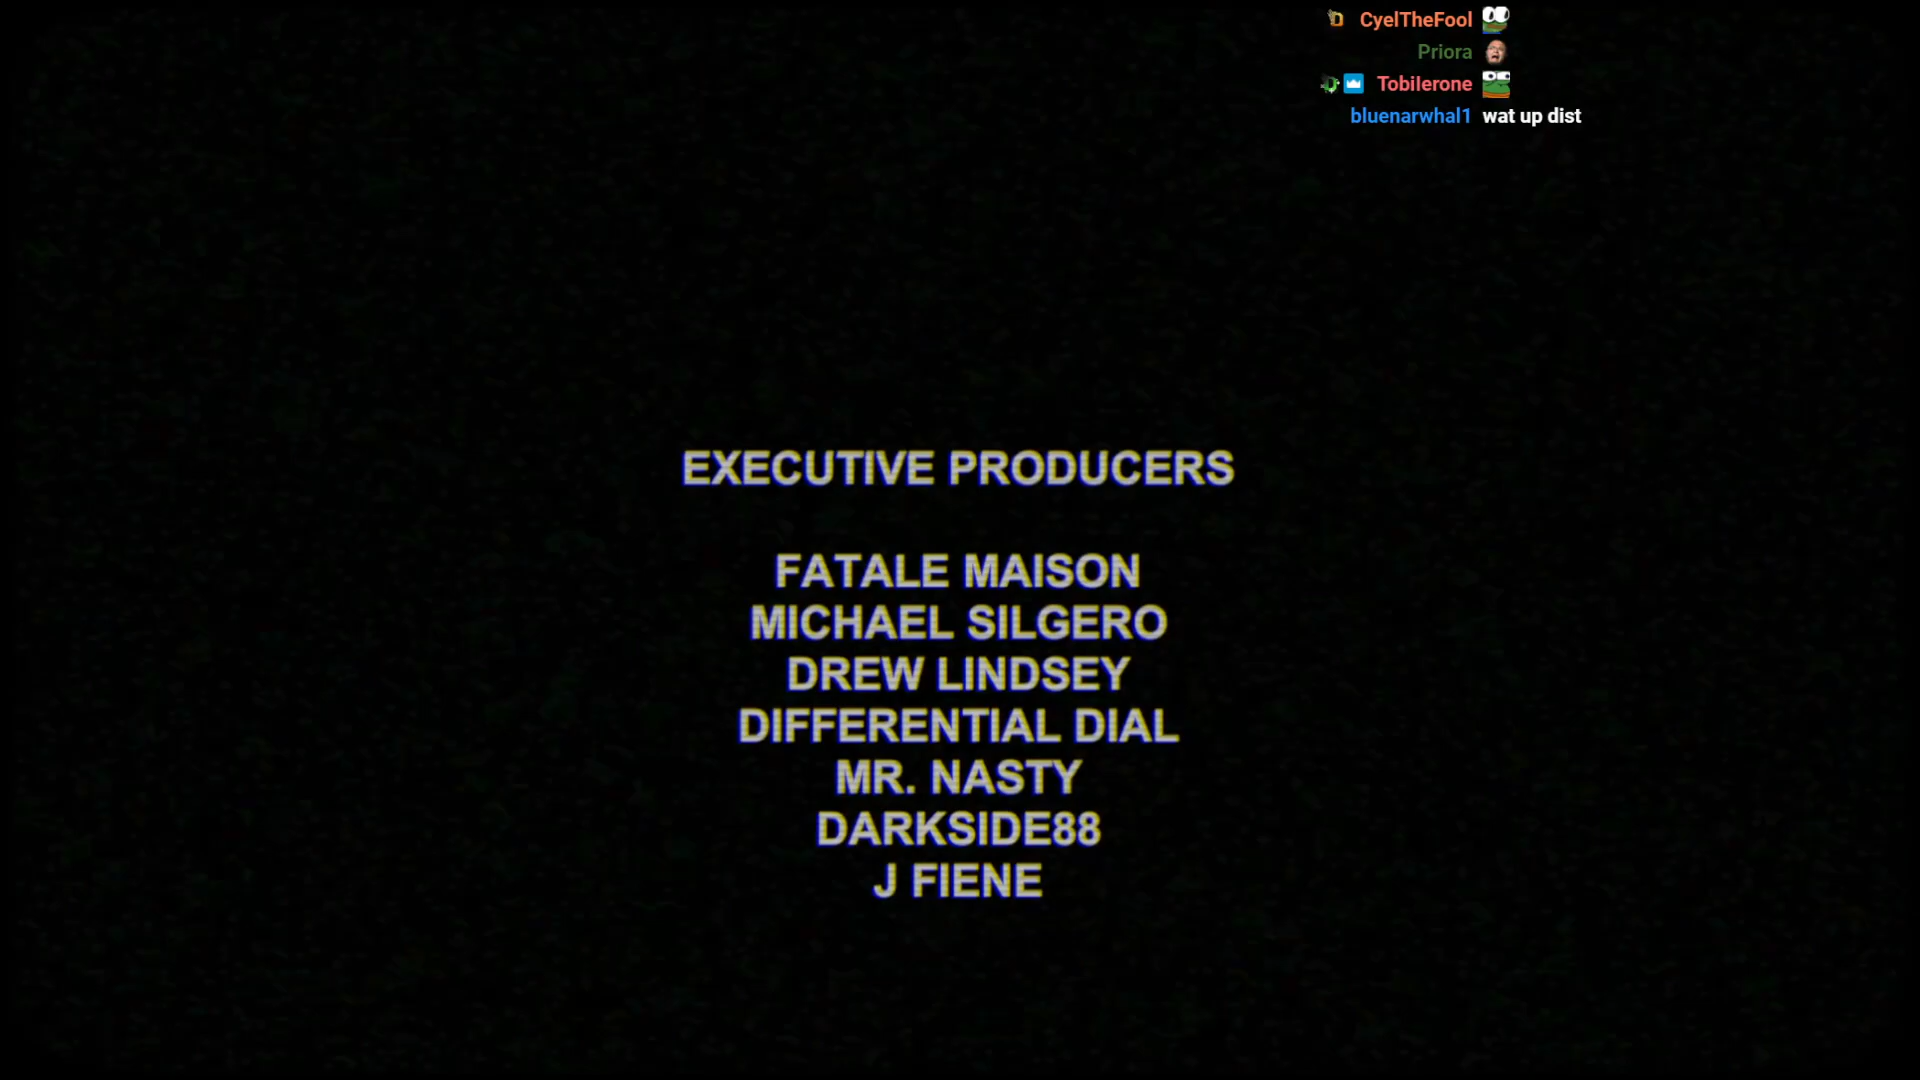 CyelTheFool
Priora
Tobilerone
bluenarwhal1 wat up dist
EXECUTIVE PRODUCERS
FATALE MAISON
MICHAEL SILGERO
DREW LINDSEY
DIFFERENTIAL DIAL
MR. NASTY
DARKSIDE88
J FIENE